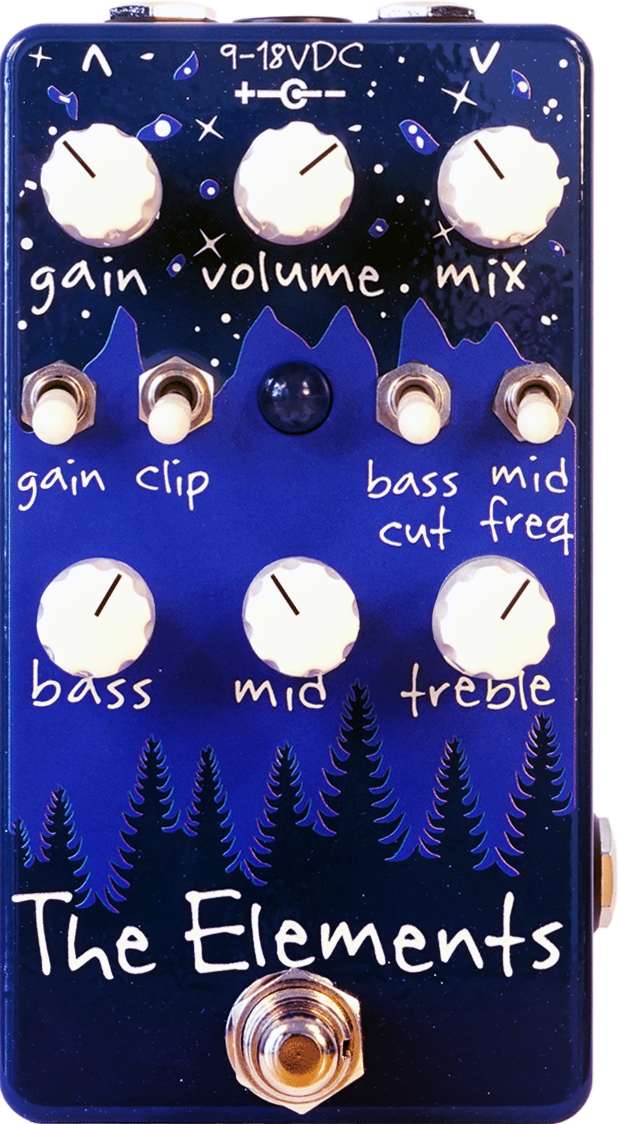 9-18VDC
gain volume. mix
gain clip bass cut mid freq
bass mid treble
The Elements